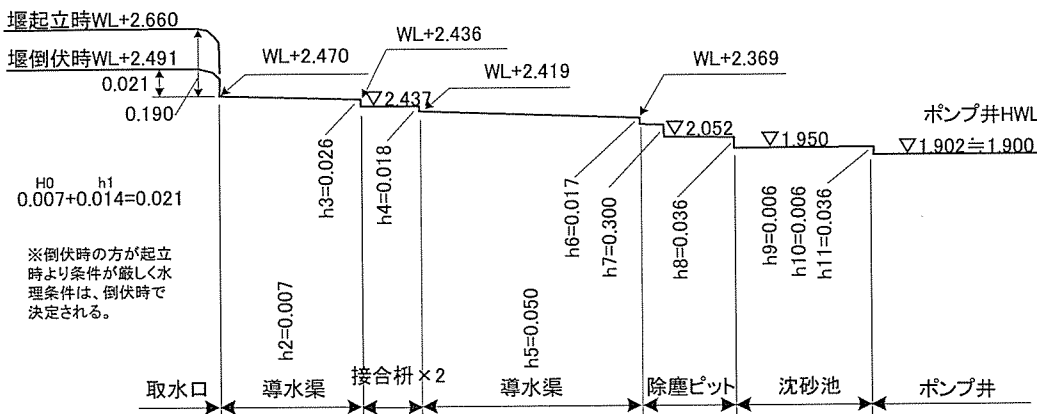 堰起立時WL+2.660
堰倒伏時WL+2.491
0.021
0.190
WL+2.470
WL+2.436
▽2.437
WL+2.419
WL+2.369
▽2.052
▽1.950
ポンプ井HWL
▽1.902≒1.900
H0 h1
0.007+0.014=0.021
※倒伏時の方が起立
時より条件が厳しく水
理条件は、倒伏時で
決定される。
h2=0.007
h3=0.026
h4=0.018
h5=0.050
h6=0.017
h7=0.300
h8=0.036
h9=0.006
h10=0.006
h11=0.036
取水口
導水渠
接合枡×2
導水渠
除塵ピット
沈砂池
ポンプ井